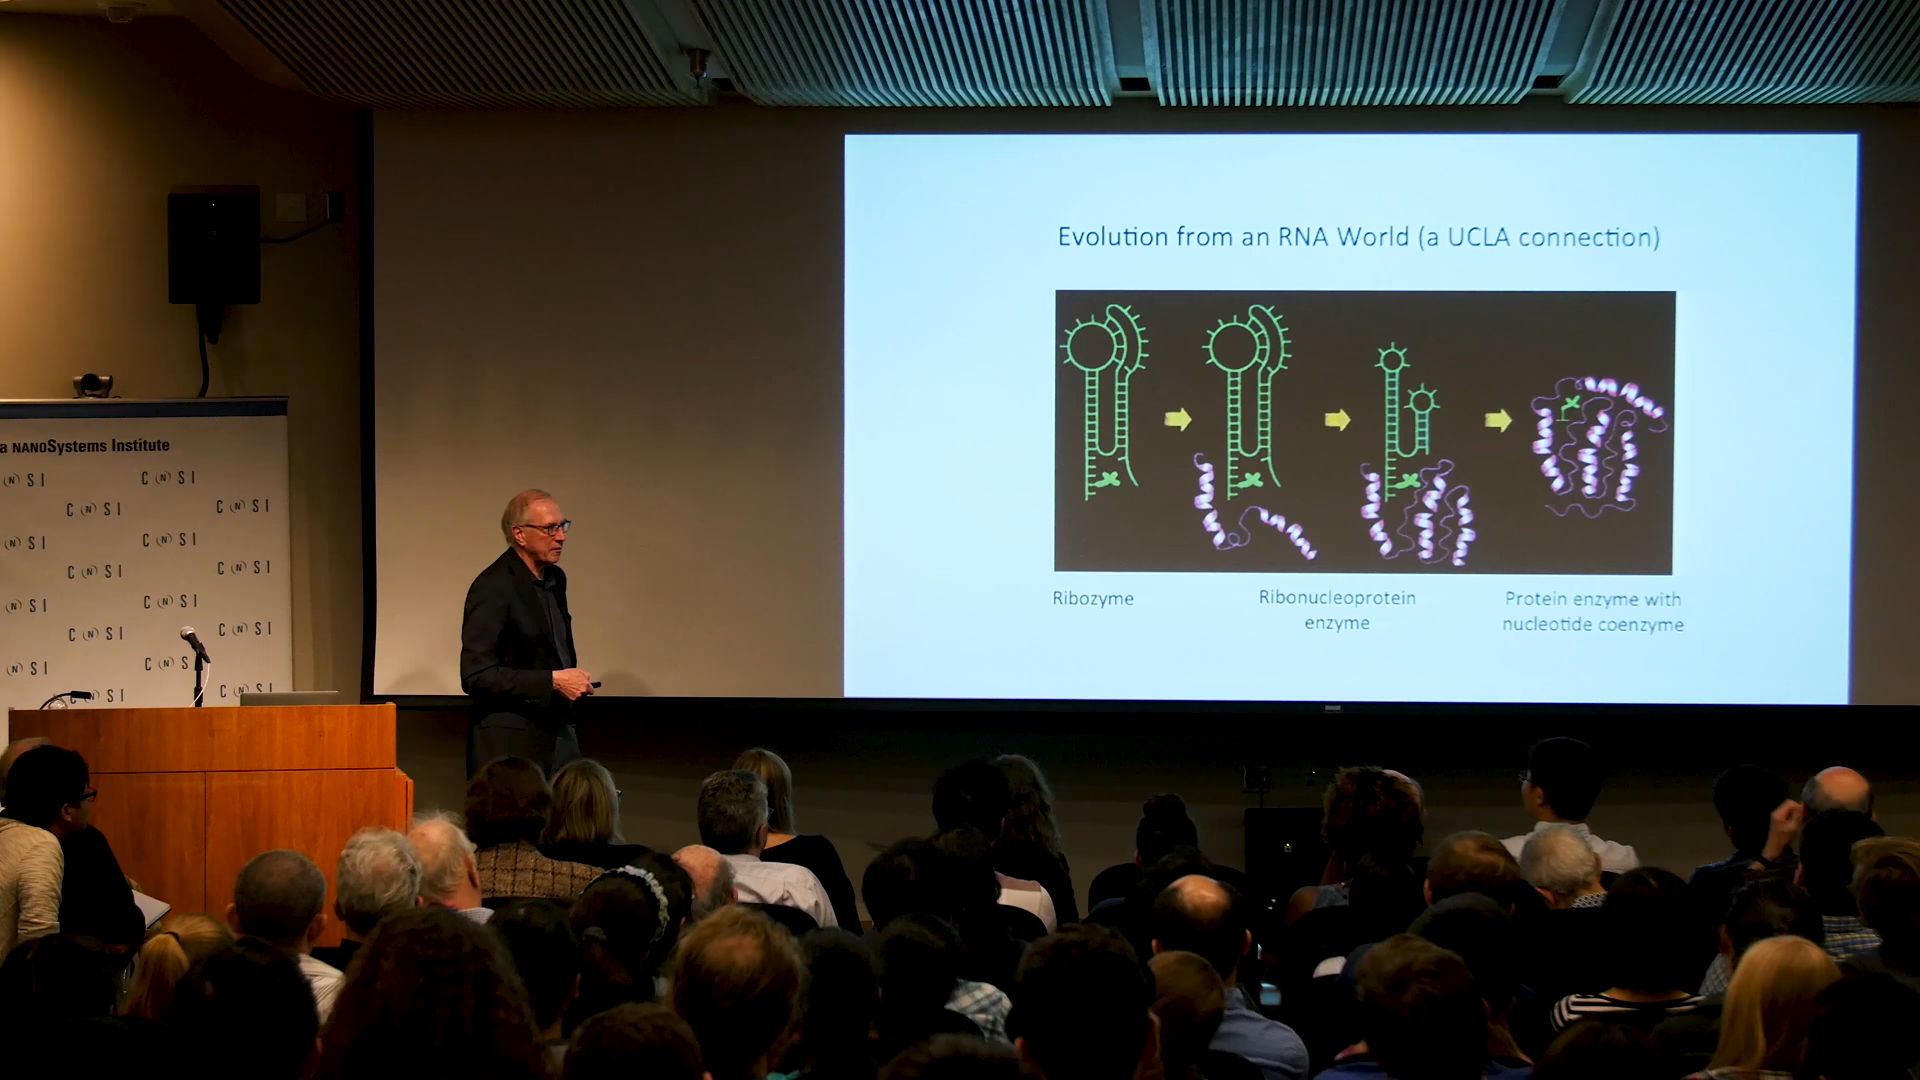 Evolution from an RNA World (a UCLA connection)
Ribozyme
Ribonucleoprotein
enzyme
Protein enzyme with
nucleotide coenzyme
a NANOSystems Institute
(N) S I
C (N) S I
C (N) S I
C (N) S I
(N) S I
C (N) S I
C (N) S I
C (N) S I
(N) S I
C (N) S I
C (N) S I
C (N) S I
(N) S I
C (N) S
C (N) S I
C (N) S I